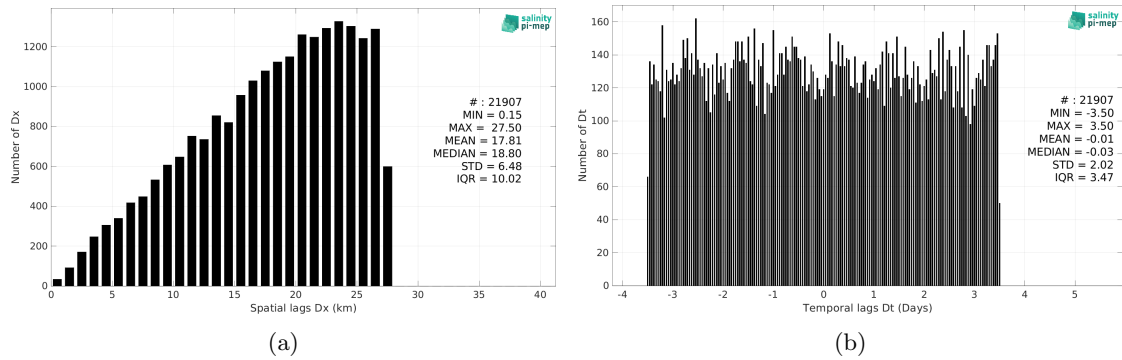 salinity
pi-mep
1200
1000
800
600
400
200
0
Number of Dx
# : 21907
MIN = 0.15
MAX = 27.50
MEAN = 17.81
MEDIAN = 18.80
STD = 6.48
IQR = 10.02
0 5 10 15 20 25 30 35 40
Spatial lags Dx (km)
(a)
salinity
pi-mep
160
140
120
100
80
60
40
20
0
Number of Dt
# : 21907
MIN = -3.50
MAX = 3.50
MEAN = -0.01
MEDIAN = -0.03
STD = 2.02
IQR = 3.47
-4 -3 -2 -1 0 1 2 3 4 5
Temporal lags Dt (Days)
(b)